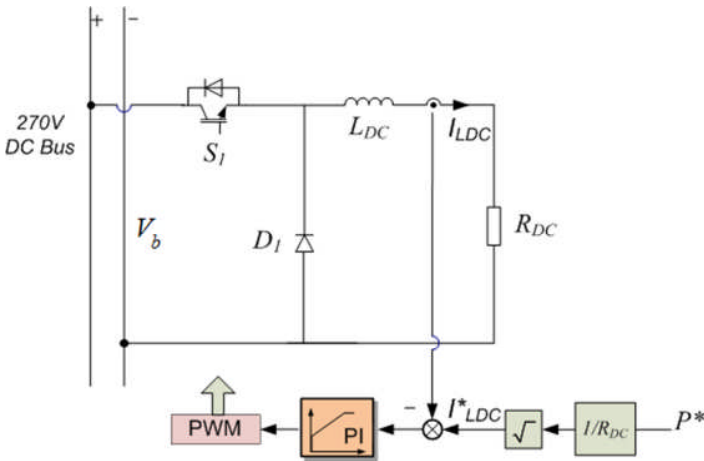 + −
270V
DC Bus
S1
LDC
ILDC
Vb
D1
RDC
− I*LDC
PWM
PI
√
1/RDC
P*